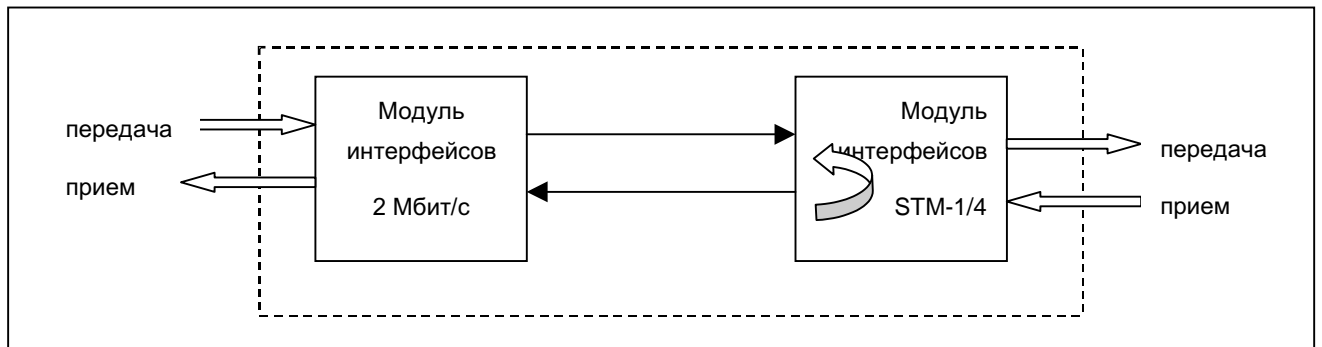 передача
прием
Модуль
интерфейсов
2 Мбит/с
Модуль
интерфейсов
STM-1/4
передача
прием